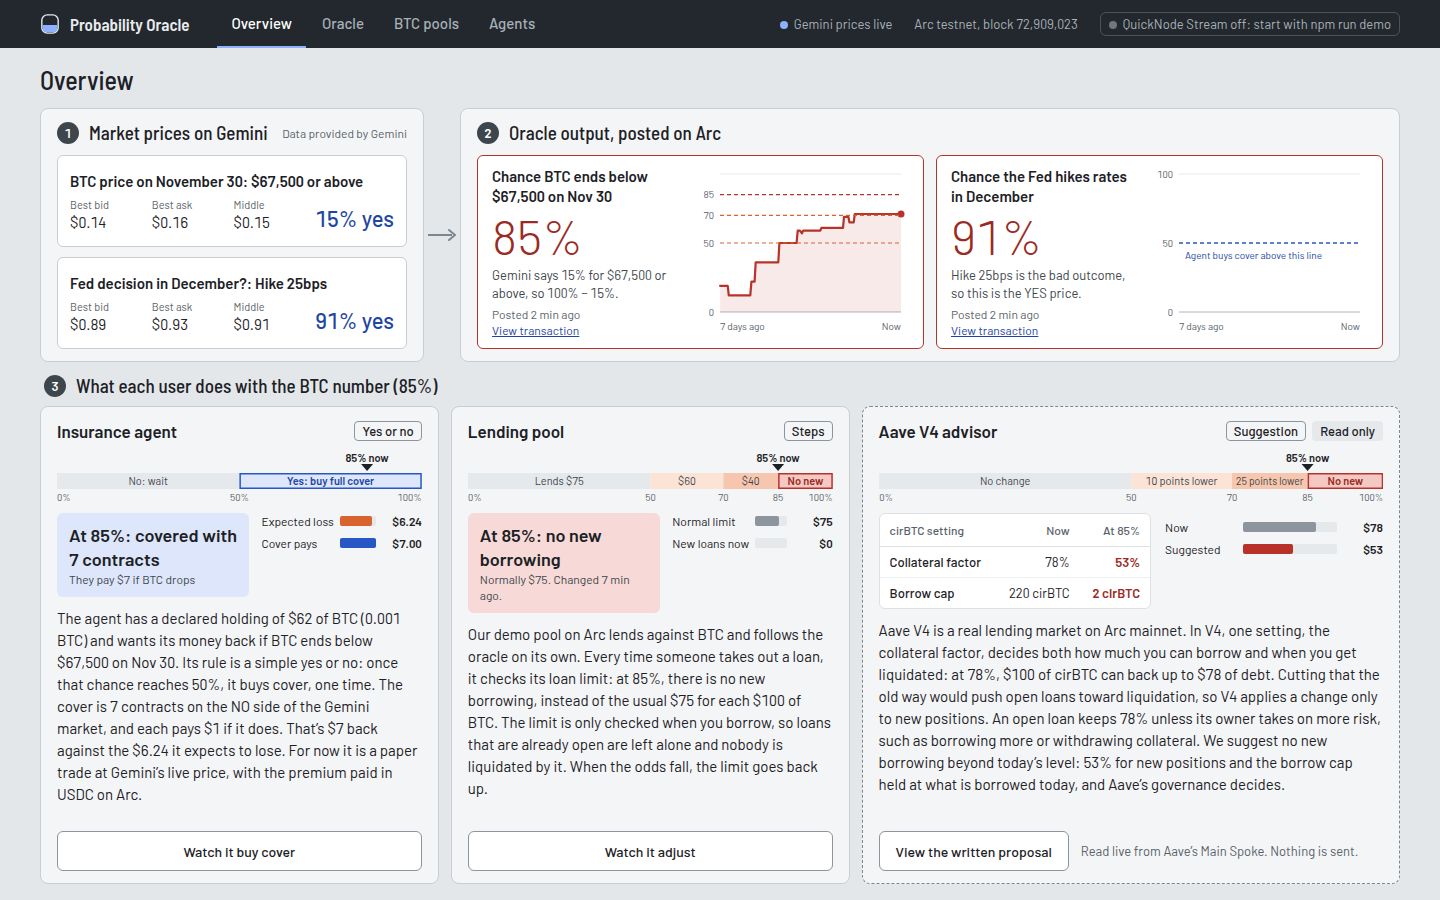 Probability Oracle
Overview
Oracle
BTC pools
Agents
Gemini prices live
Arc testnet, block 72,909,023
QuickNode Stream off: start with npm run demo
Overview
1 Market prices on Gemini
Data provided by Gemini
BTC price on November 30: $67,500 or above
Best bid Best ask Middle
$0.14 $0.16 $0.15 15% yes
Fed decision in December?: Hike 25bps
Best bid Best ask Middle
$0.89 $0.93 $0.91 91% yes
2 Oracle output, posted on Arc
Chance BTC ends below
$67,500 on Nov 30
85%
Gemini says 15% for $67,500 or
above, so 100% − 15%.
Posted 2 min ago
View transaction
85
70
50
0
7 days ago Now
Chance the Fed hikes rates
in December
91%
Hike 25bps is the bad outcome,
so this is the YES price.
Posted 2 min ago
View transaction
100
50
Agent buys cover above this line
0
7 days ago Now
3 What each user does with the BTC number (85%)
Insurance agent
Yes or no
85% now
No: wait Yes: buy full cover
0% 50% 100%
At 85%: covered with
7 contracts
They pay $7 if BTC drops
Expected loss $6.24
Cover pays $7.00
The agent has a declared holding of $62 of BTC (0.001
BTC) and wants its money back if BTC ends below
$67,500 on Nov 30. Its rule is a simple yes or no: once
that chance reaches 50%, it buys cover, one time. The
cover is 7 contracts on the NO side of the Gemini
market, and each pays $1 if it does. That's $7 back
against the $6.24 it expects to lose. For now it is a paper
trade at Gemini's live price, with the premium paid in
USDC on Arc.
Watch it buy cover
Lending pool
Steps
85% now
Lends $75 $60 $40 No new
0% 50 70 85 100%
At 85%: no new
borrowing
Normally $75. Changed 7 min
ago.
Normal limit $75
New loans now $0
Our demo pool on Arc lends against BTC and follows the
oracle on its own. Every time someone takes out a loan,
it checks its loan limit: at 85%, there is no new
borrowing, instead of the usual $75 for each $100 of
BTC. The limit is only checked when you borrow, so loans
that are already open are left alone and nobody is
liquidated by it. When the odds fall, the limit goes back
up.
Watch it adjust
Aave V4 advisor
Suggestion
Read only
85% now
No change 10 points lower 25 points lower No new
0% 50 70 85 100%
cirBTC setting Now At 85%
Collateral factor 78% 53%
Borrow cap 220 cirBTC 2 cirBTC
Now $78
Suggested $53
Aave V4 is a real lending market on Arc mainnet. In V4, one setting, the
collateral factor, decides both how much you can borrow and when you get
liquidated: at 78%, $100 of cirBTC can back up to $78 of debt. Cutting that the
old way would push open loans toward liquidation, so V4 applies a change only
to new positions. An open loan keeps 78% unless its owner takes on more risk,
such as borrowing more or withdrawing collateral. We suggest no new
borrowing beyond today's level: 53% for new positions and the borrow cap
held at what is borrowed today, and Aave's governance decides.
View the written proposal
Read live from Aave's Main Spoke. Nothing is sent.